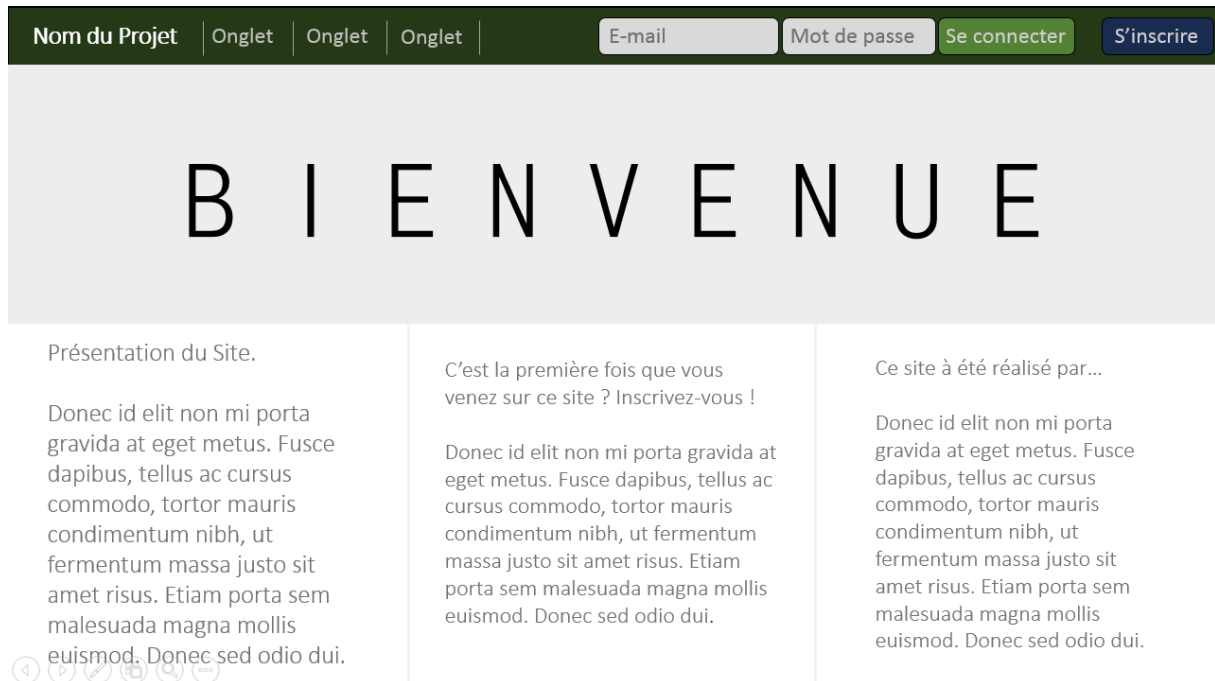 Nom du Projet Onglet Onglet Onglet E-mail Mot de passe Se connecter S'inscrire
B I E N V E N U E
Présentation du Site.
Donec id elit non mi porta
gravida at eget metus. Fusce
dapibus, tellus ac cursus
commodo, tortor mauris
condimentum nibh, ut
fermentum massa justo sit
amet risus. Etiam porta sem
malesuada magna mollis
euismod. Donec sed odio dui.
C'est la première fois que vous
venez sur ce site ? Inscrivez-vous !
Donec id elit non mi porta gravida at
eget metus. Fusce dapibus, tellus ac
cursus commodo, tortor mauris
condimentum nibh, ut fermentum
massa justo sit amet risus. Etiam
porta sem malesuada magna mollis
euismod. Donec sed odio dui.
Ce site à été réalisé par...
Donec id elit non mi porta
gravida at eget metus. Fusce
dapibus, tellus ac cursus
commodo, tortor mauris
condimentum nibh, ut
fermentum massa justo sit
amet risus. Etiam porta sem
malesuada magna mollis
euismod. Donec sed odio dui.